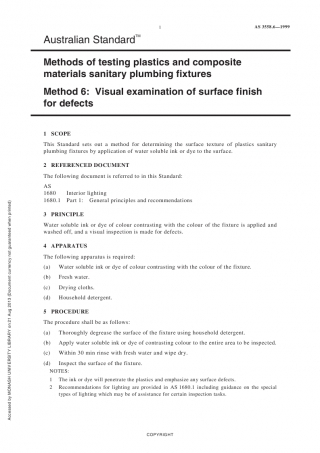 1
AS 3558.6—1999
Australian Standard™
Methods of testing plastics and composite
materials sanitary plumbing fixtures
Method 6: Visual examination of surface finish
for defects
1 SCOPE
This Standard sets out a method for determining the surface texture of plastics sanitary
plumbing fixtures by application of water soluble ink or dye to the surface.
2 REFERENCED DOCUMENT
The following document is referred to in this Standard:
AS
1680 Interior lighting
1680.1 Part 1: General principles and recommendations
3 PRINCIPLE
Water soluble ink or dye of colour contrasting with the colour of the fixture is applied and
washed off, and a visual inspection is made for defects.
4 APPARATUS
The following apparatus is required:
(a) Water soluble ink or dye of colour contrasting with the colour of the fixture.
(b) Fresh water.
(c) Drying cloths.
(d) Household detergent.
5 PROCEDURE
The procedure shall be as follows:
(a) Thoroughly degrease the surface of the fixture using household detergent.
(b) Apply water soluble ink or dye of contrasting colour to the entire area to be inspected.
(c) Within 30 min rinse with fresh water and wipe dry.
(d) Inspect the surface of the fixture.
NOTES:
1 The ink or dye will penetrate the plastics and emphasize any surface defects.
2 Recommendations for lighting are provided in AS 1680.1 including guidance on the special
types of lighting which may be of assistance for certain inspection tasks.
Accessed by MONASH UNIVERSITY LIBRARY on 21 Aug 2013 (Document currency not guaranteed when printed)
COPYRIGHT